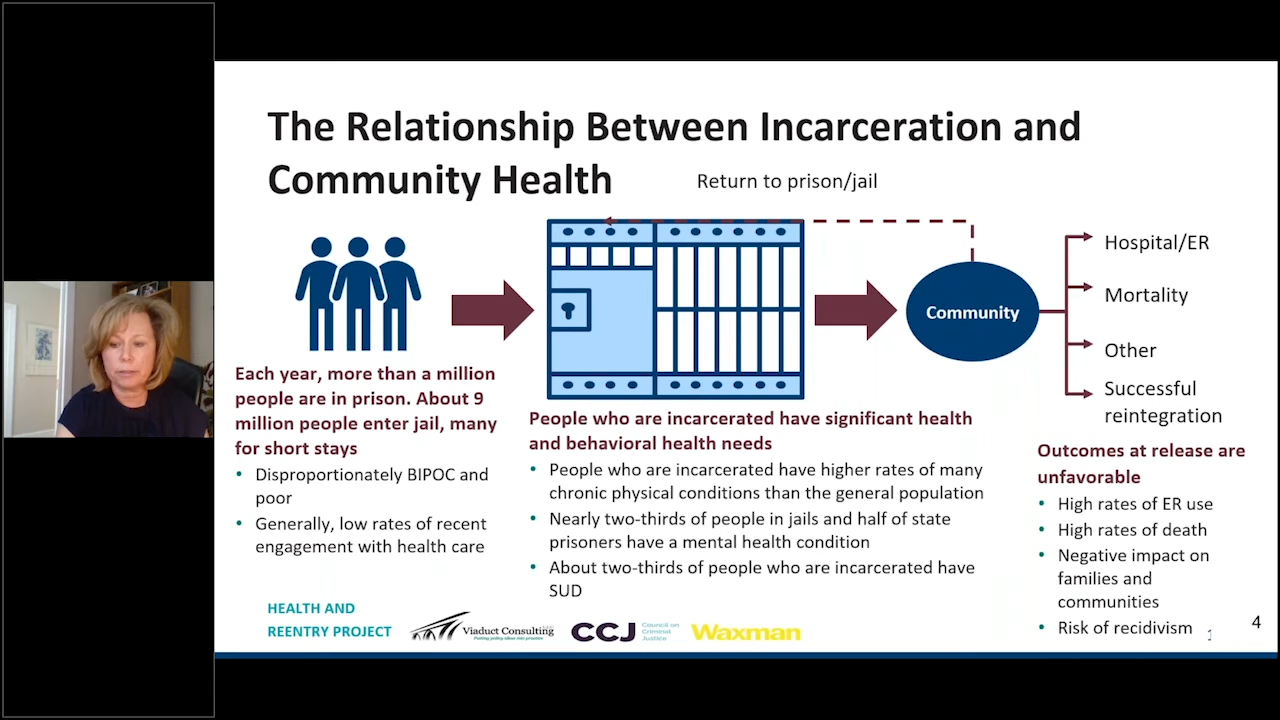 The Relationship Between Incarceration and
Community Health
Return to prison/jail
Community
Hospital/ER
Mortality
Other
Successful
reintegration
Each year, more than a million
people are in prison. About 9
million people enter jail, many
for short stays
• Disproportionately BIPOC and
poor
• Generally, low rates of recent
engagement with health care
People who are incarcerated have significant health
and behavioral health needs
• People who are incarcerated have higher rates of many
chronic physical conditions than the general population
• Nearly two-thirds of people in jails and half of state
prisoners have a mental health condition
• About two-thirds of people who are incarcerated have
SUD
Outcomes at release are
unfavorable
• High rates of ER use
• High rates of death
• Negative impact on
families and
communities
• Risk of recidivism
HEALTH AND
REENTRY PROJECT
Viaduct Consulting
Putting policy ideas into practice
CCJ
Council on
Criminal
Justice
Waxman
4